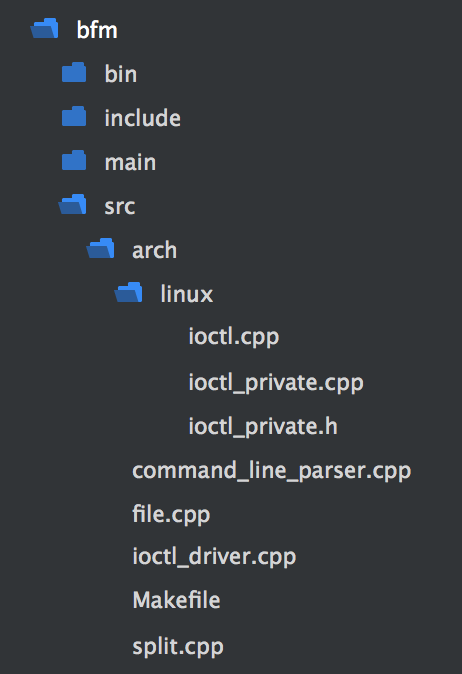 bfm
bin
include
main
src
arch
linux
ioctl.cpp
ioctl_private.cpp
ioctl_private.h
command_line_parser.cpp
file.cpp
ioctl_driver.cpp
Makefile
split.cpp